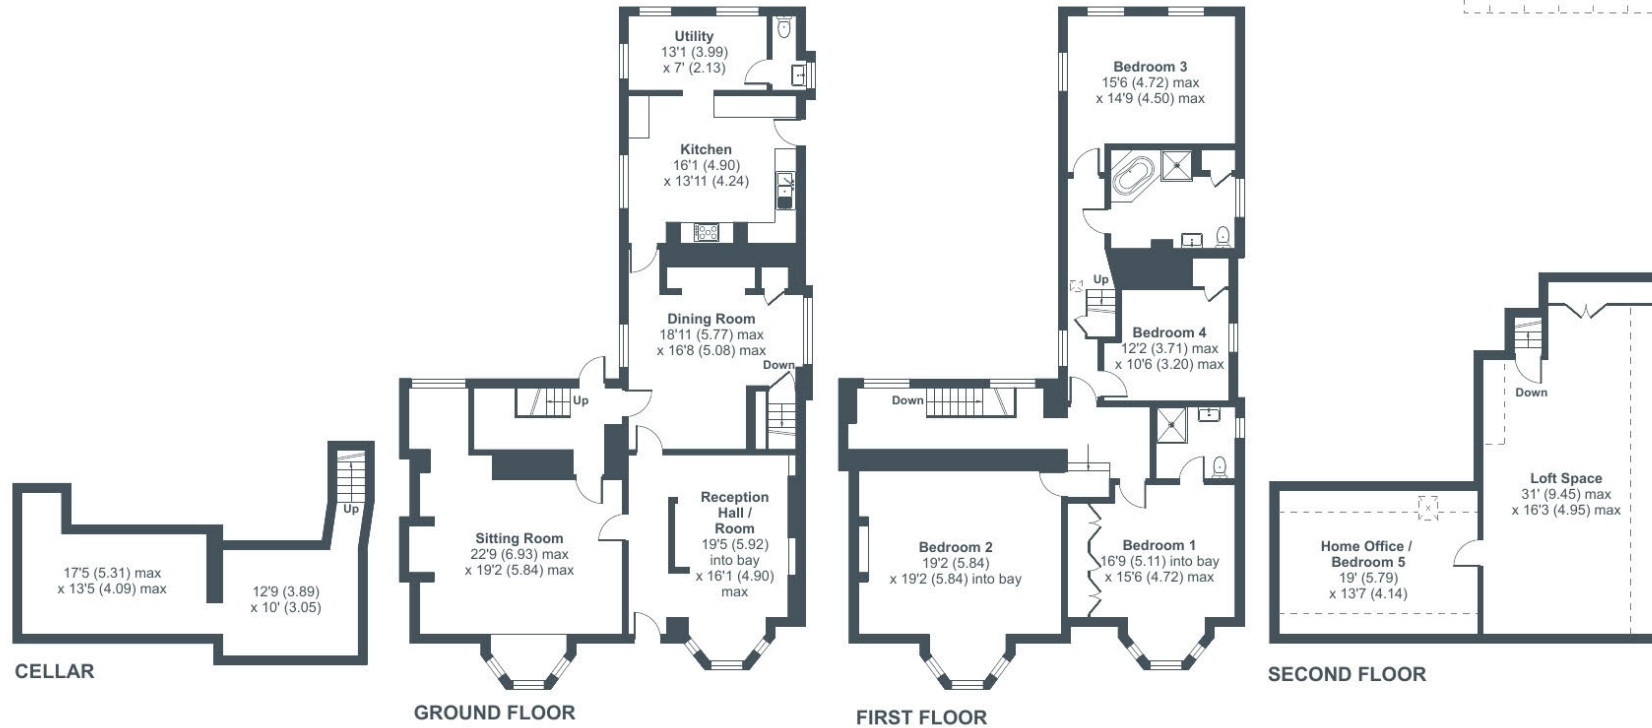 17'5 (5.31) max
x 13'5 (4.09) max
12'9 (3.89)
x 10' (3.05)
Up
CELLAR
Utility
13'1 (3.99)
x 7' (2.13)
Kitchen
16'1 (4.90)
x 13'11 (4.24)
Dining Room
18'11 (5.77) max
x 16'8 (5.08) max
Down
Up
Sitting Room
22'9 (6.93) max
x 19'2 (5.84) max
Reception
Hall /
Room
19'5 (5.92)
into bay
x 16'1 (4.90)
max
GROUND FLOOR
Bedroom 3
15'6 (4.72) max
x 14'9 (4.50) max
Up
Bedroom 4
12'2 (3.71) max
x 10'6 (3.20) max
Down
Bedroom 2
19'2 (5.84)
x 19'2 (5.84) into bay
Bedroom 1
16'9 (5.11) into bay
x 15'6 (4.72) max
FIRST FLOOR
Down
Loft Space
31' (9.45) max
x 16'3 (4.95) max
Home Office /
Bedroom 5
19' (5.79)
x 13'7 (4.14)
SECOND FLOOR